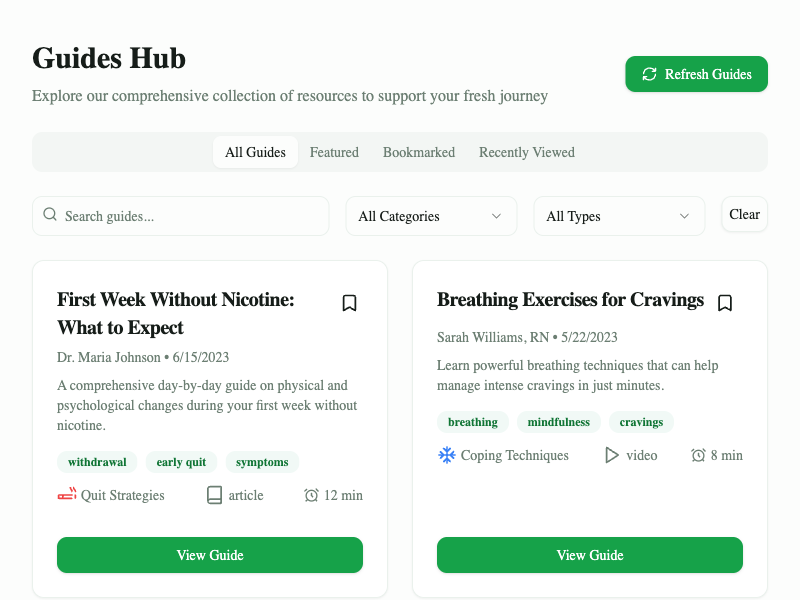 Guides Hub
Explore our comprehensive collection of resources to support your fresh journey
Refresh Guides
All Guides
Featured
Bookmarked
Recently Viewed
Search guides...
All Categories
All Types
Clear
First Week Without Nicotine:
What to Expect
Dr. Maria Johnson • 6/15/2023
A comprehensive day-by-day guide on physical and
psychological changes during your first week without
nicotine.
withdrawal
early quit
symptoms
Quit Strategies
article
12 min
View Guide
Breathing Exercises for Cravings
Sarah Williams, RN • 5/22/2023
Learn powerful breathing techniques that can help
manage intense cravings in just minutes.
breathing
mindfulness
cravings
Coping Techniques
video
8 min
View Guide